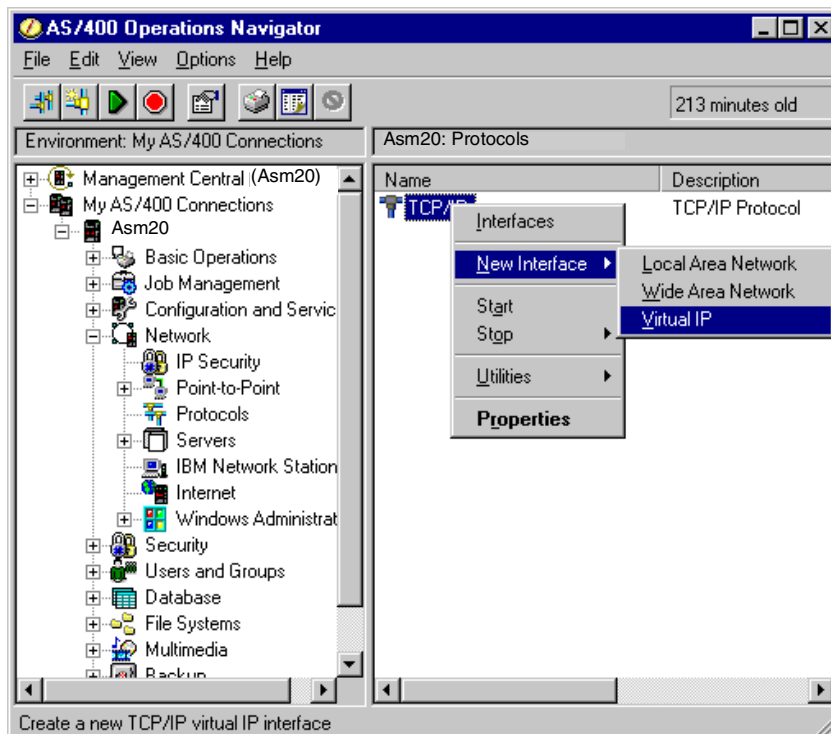 AS/400 Operations Navigator
File Edit View Options Help
213 minutes old
Environment: My AS/400 Connections
Asm20: Protocols
Management Central (Asm20)
My AS/400 Connections
Asm20
Basic Operations
Job Management
Configuration and Servic
Network
IP Security
Point-to-Point
Protocols
Servers
IBM Network Station
Internet
Windows Administrat
Security
Users and Groups
Database
File Systems
Multimedia
Backup
Name Description
TCP/IP TCP/IP Protocol
Interfaces
New Interface
Start
Stop
Utilities
Properties
Local Area Network
Wide Area Network
Virtual IP
Create a new TCP/IP virtual IP interface